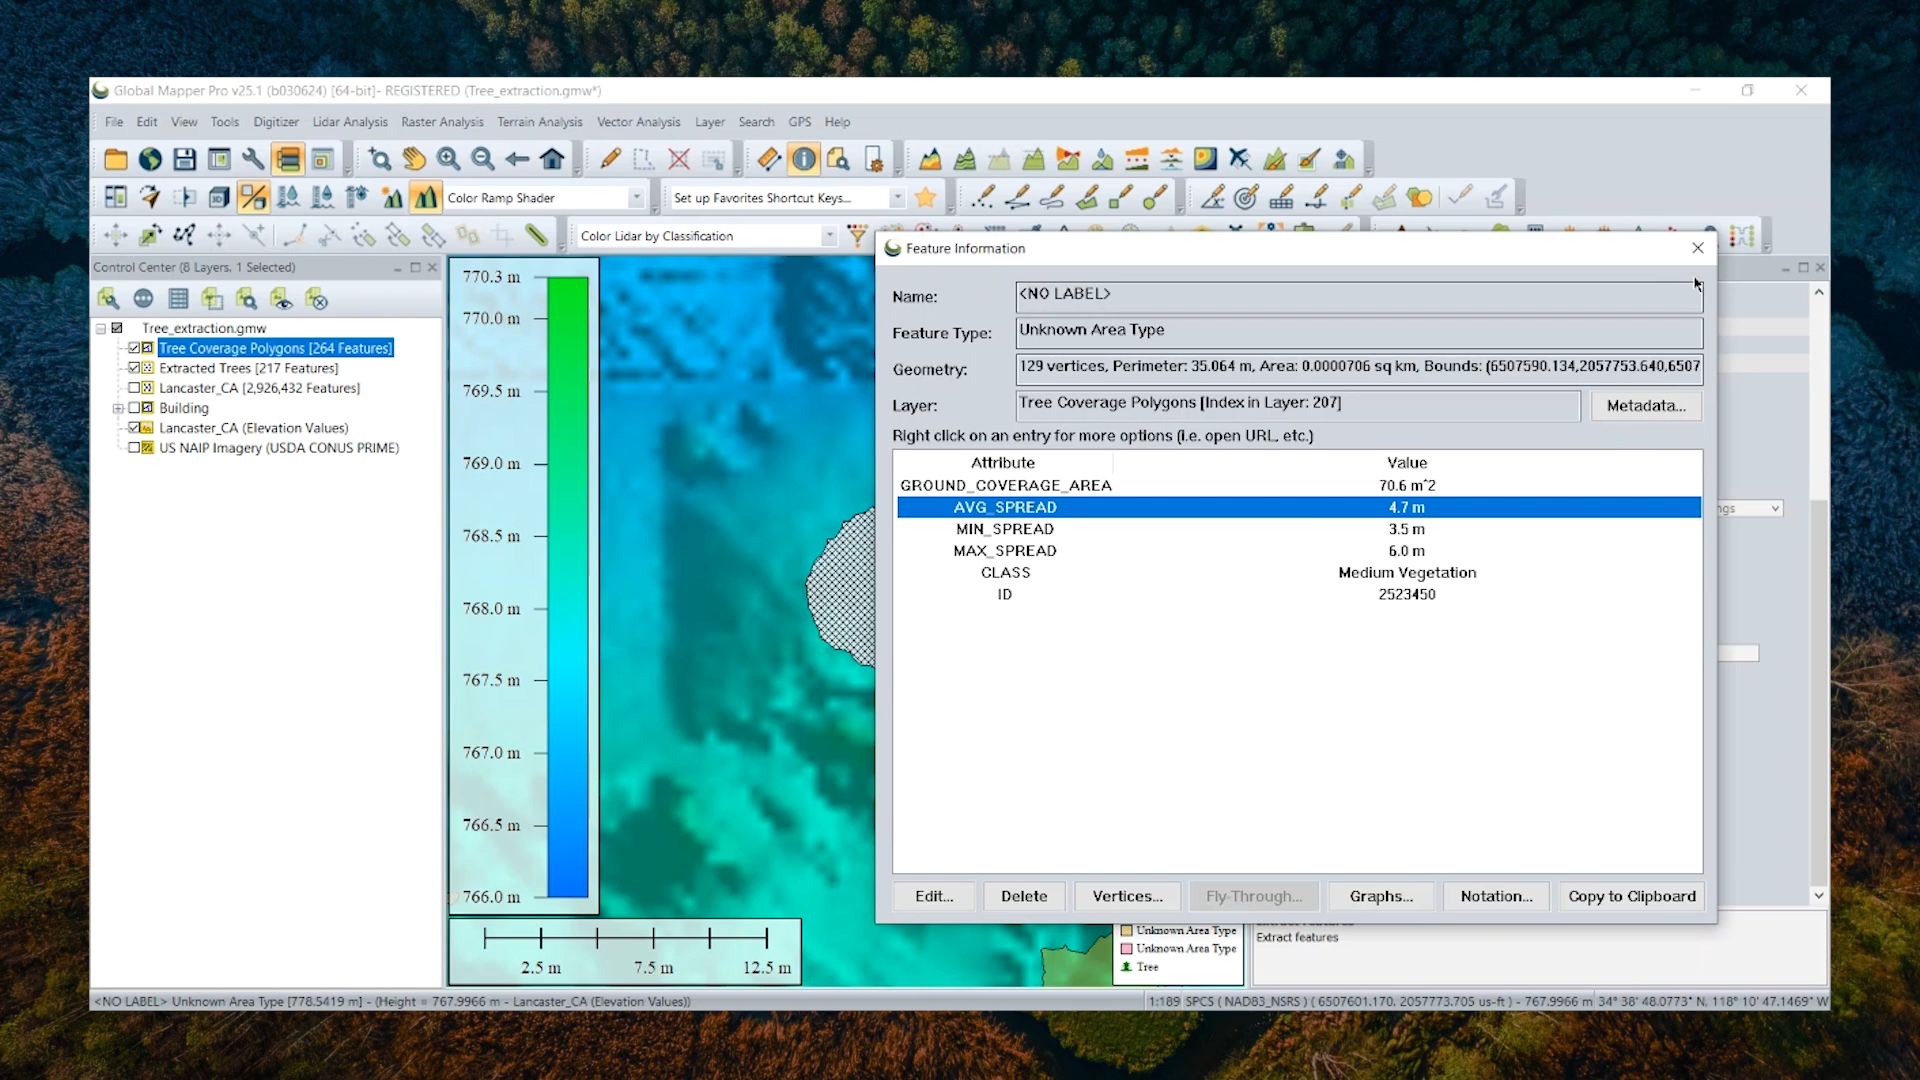 Global Mapper Pro v25.1 (b030624) [64-bit]- REGISTERED (Tree_extraction.gmw*)
File Edit View Tools Digitizer Lidar Analysis Raster Analysis Terrain Analysis Vector Analysis Layer Search GPS Help
Color Ramp Shader
Set up Favorites Shortcut Keys...
Color Lidar by Classification
Control Center (8 Layers, 1 Selected)
Tree_extraction.gmw
Tree Coverage Polygons [264 Features]
Extracted Trees [217 Features]
Lancaster_CA [2,926,432 Features]
Building
Lancaster_CA (Elevation Values)
US NAIP Imagery (USDA CONUS PRIME)
770.3 m
770.0 m
769.5 m
769.0 m
768.5 m
768.0 m
767.5 m
767.0 m
766.5 m
766.0 m
2.5 m 7.5 m 12.5 m
Feature Information
Name: <NO LABEL>
Feature Type: Unknown Area Type
Geometry: 129 vertices, Perimeter: 35.064 m, Area: 0.0000706 sq km, Bounds: (6507590.134,2057753.640,6507
Layer: Tree Coverage Polygons [Index in Layer: 207] Metadata...
Right click on an entry for more options (i.e. open URL, etc.)
Attribute Value
GROUND_COVERAGE_AREA 70.6 m^2
AVG_SPREAD 4.7 m
MIN_SPREAD 3.5 m
MAX_SPREAD 6.0 m
CLASS Medium Vegetation
ID 2523450
Edit... Delete Vertices... Fly-Through... Graphs... Notation... Copy to Clipboard
Unknown Area Type
Unknown Area Type
Tree
Extract features
<NO LABEL> Unknown Area Type [778.5419 m] - (Height = 767.9966 m - Lancaster_CA (Elevation Values))
1:189 SPCS ( NAD83_NSRS ) ( 6507601.170, 2057773.705 us-ft ) - 767.9966 m 34° 38' 48.0773" N, 118° 10' 47.1469" W